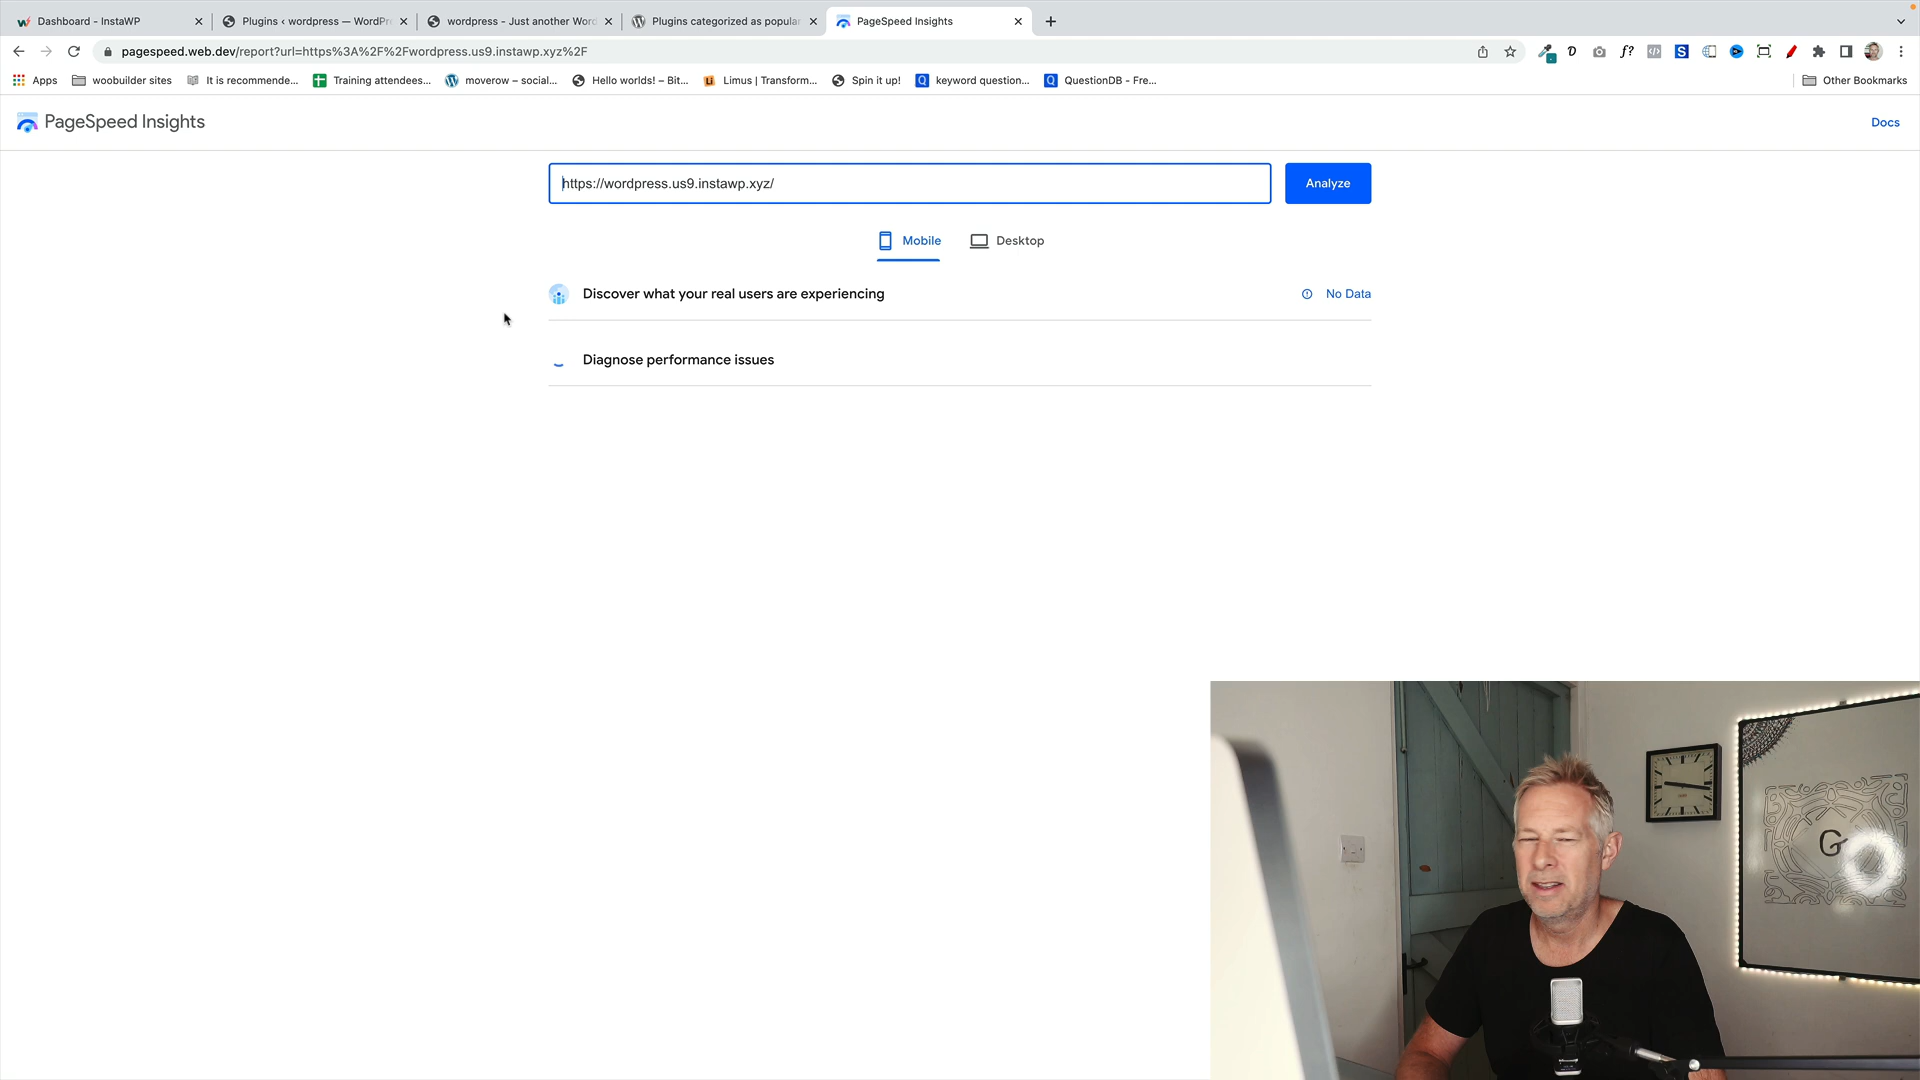 Dashboard - InstaWP
Plugins ‹ wordpress — WordPre
wordpress - Just another Word
Plugins categorized as popula
PageSpeed Insights
pagespeed.web.dev/report?url=https%3A%2F%2Fwordpress.us9.instawp.xyz%2F
Apps
woobuilder sites
It is recommende...
Training attendees...
moverow – social...
Hello worlds! – Bit...
Limus | Transform...
Spin it up!
keyword question...
QuestionDB - Fre...
Other Bookmarks
PageSpeed Insights
Docs
https://wordpress.us9.instawp.xyz/
Analyze
Mobile
Desktop
Discover what your real users are experiencing
No Data
Diagnose performance issues
G